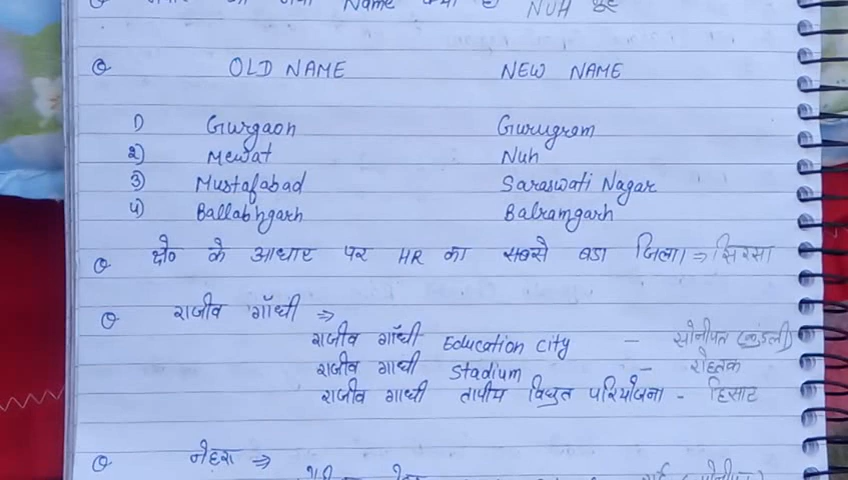 Name क्या है NUH है
Q OLD NAME NEW NAME
1) Gurgaon Gurugram
2) Mewat Nuh
3) Mustafabad Saraswati Nagar
4) Ballabhgarh Balramgarh
Q क्षे० के आधार पर HR का सबसे बडा जिला। ⇒ सिरसा
Q राजीव गाँधी ⇒
राजीव गाँधी Education city - सोनीपत (कुंडली)
राजीव गाधी Stadium - रोहतक
राजीव गाधी तापीय विधुत परियोजना - हिसार
Q नेहरा ⇒